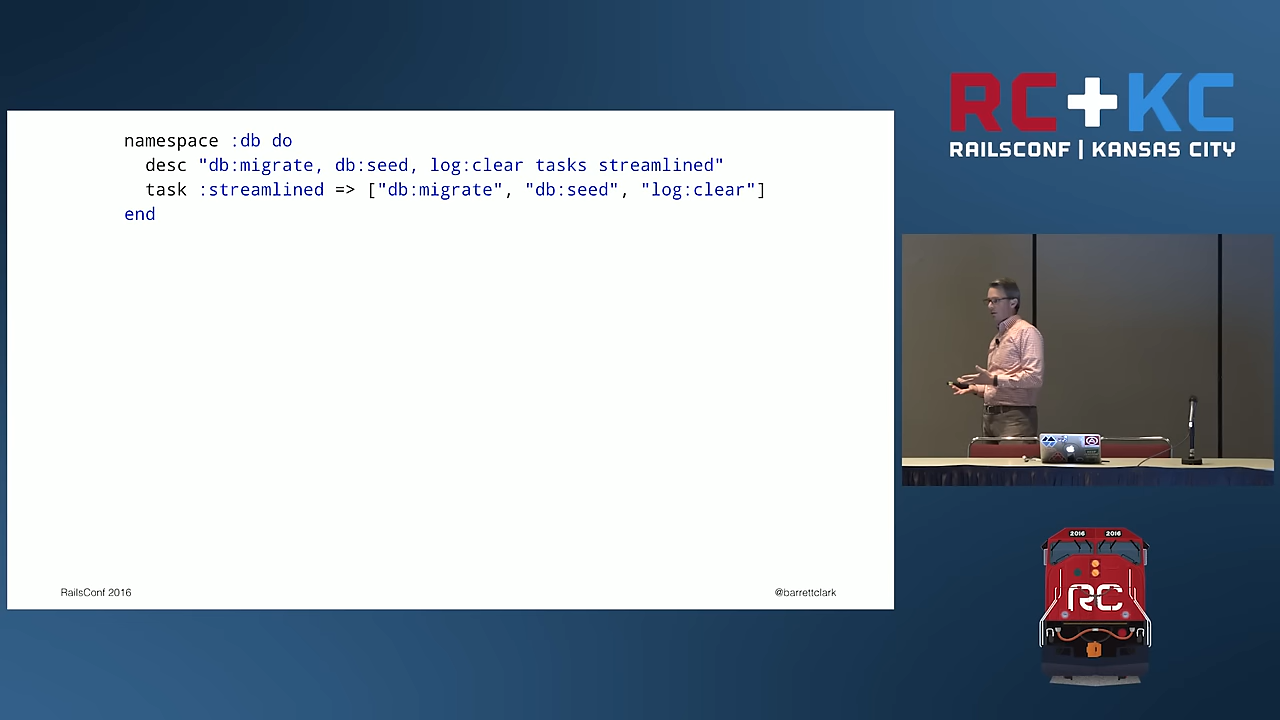 namespace :db do
  desc "db:migrate, db:seed, log:clear tasks streamlined"
  task :streamlined => ["db:migrate", "db:seed", "log:clear"]
end
RailsConf 2016
@barrettclark
RC+KC
RAILSCONF | KANSAS CITY
2016 2016
RC